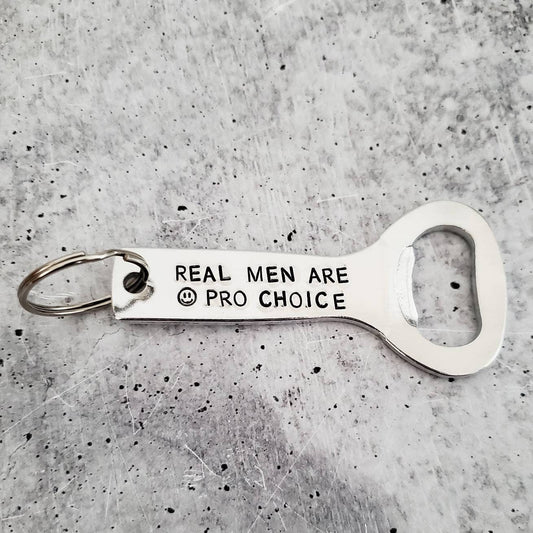 REAL MEN ARE
☺ PRO CHOICE